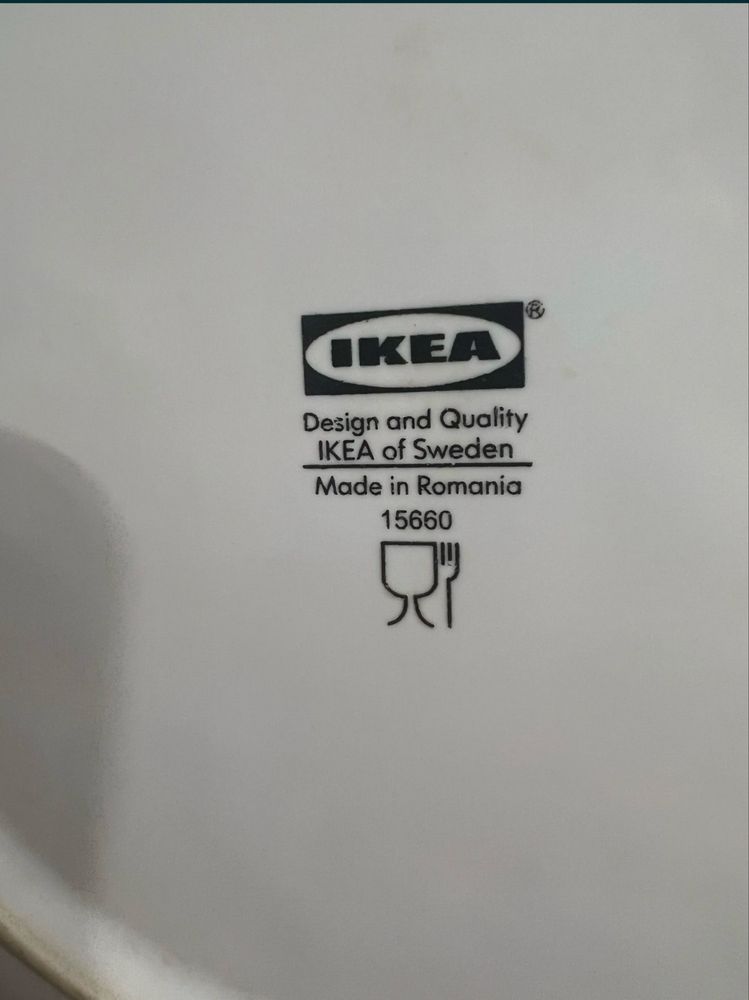 IKEA®
Design and Quality
IKEA of Sweden
Made in Romania
15660